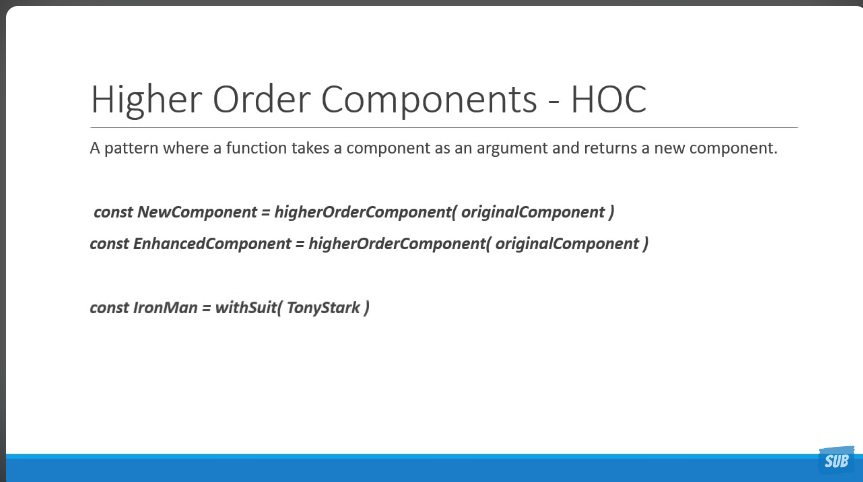 Higher Order Components - HOC
A pattern where a function takes a component as an argument and returns a new component.
const NewComponent = higherOrderComponent( originalComponent )
const EnhancedComponent = higherOrderComponent( originalComponent )
const IronMan = withSuit( TonyStark )
SUB